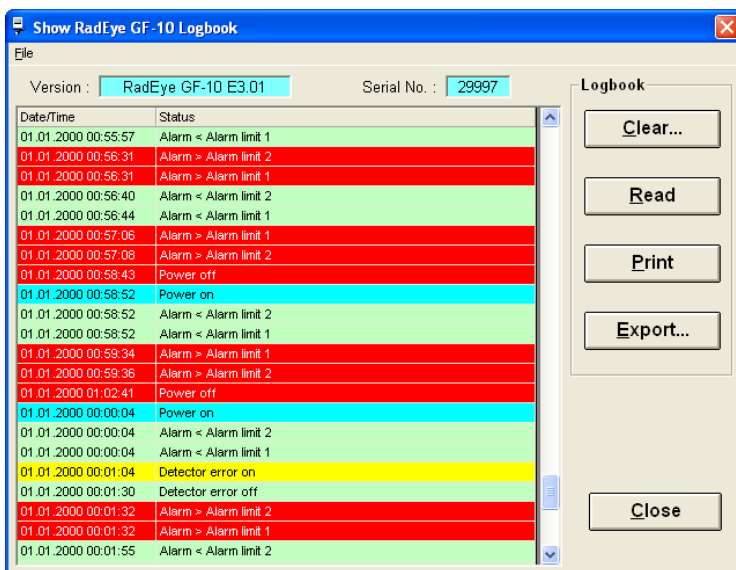 Show RadEye GF-10 Logbook
File
Version : RadEye GF-10 E3.01 Serial No. : 29997
Logbook
Date/Time Status
01.01.2000 00:55:57 Alarm < Alarm limit 1
01.01.2000 00:56:31 Alarm > Alarm limit 2
01.01.2000 00:56:31 Alarm > Alarm limit 1
01.01.2000 00:56:40 Alarm < Alarm limit 2
01.01.2000 00:56:44 Alarm < Alarm limit 1
01.01.2000 00:57:06 Alarm > Alarm limit 1
01.01.2000 00:57:08 Alarm > Alarm limit 2
01.01.2000 00:58:43 Power off
01.01.2000 00:58:52 Power on
01.01.2000 00:58:52 Alarm < Alarm limit 2
01.01.2000 00:58:52 Alarm < Alarm limit 1
01.01.2000 00:59:34 Alarm > Alarm limit 1
01.01.2000 00:59:36 Alarm > Alarm limit 2
01.01.2000 01:02:41 Power off
01.01.2000 00:00:04 Power on
01.01.2000 00:00:04 Alarm < Alarm limit 2
01.01.2000 00:00:04 Alarm < Alarm limit 1
01.01.2000 00:01:04 Detector error on
01.01.2000 00:01:30 Detector error off
01.01.2000 00:01:32 Alarm > Alarm limit 2
01.01.2000 00:01:32 Alarm > Alarm limit 1
01.01.2000 00:01:55 Alarm < Alarm limit 2
Clear...
Read
Print
Export...
Close